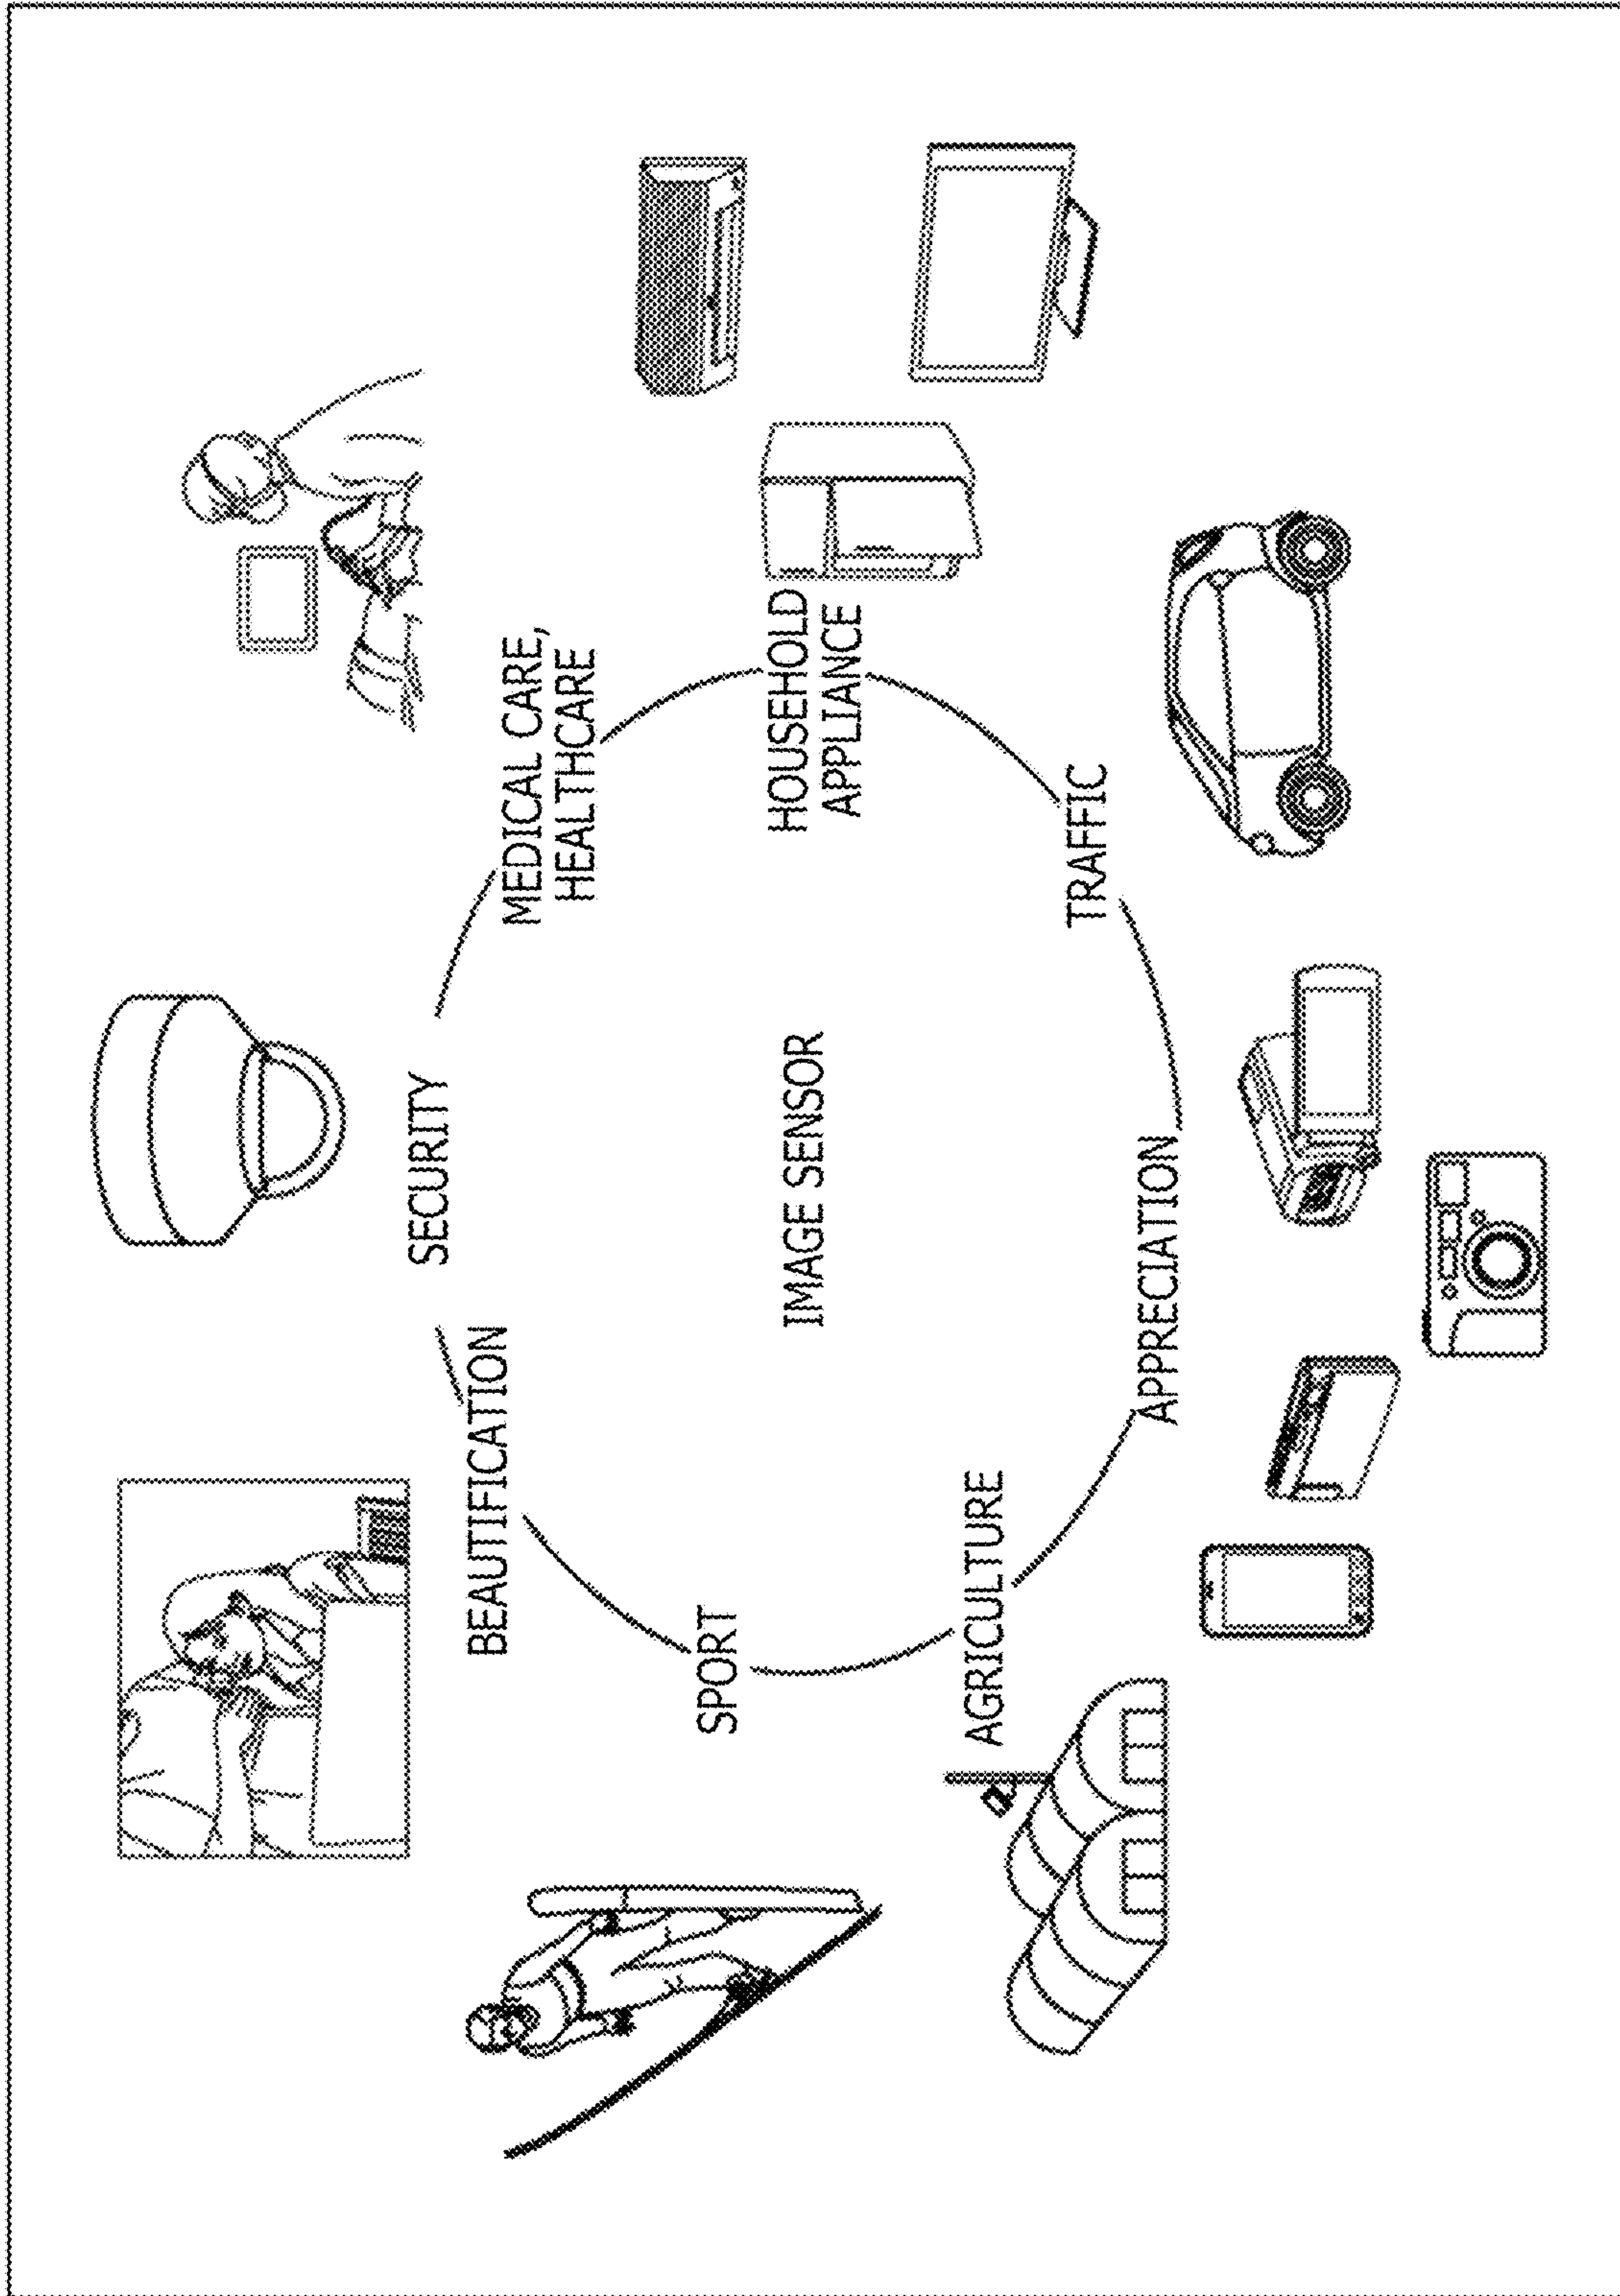 SECURITY
BEAUTIFICATION
MEDICAL CARE,
HEALTHCARE
SPORT
IMAGE SENSOR
HOUSEHOLD
APPLIANCE
AGRICULTURE
TRAFFIC
APPRECIATION